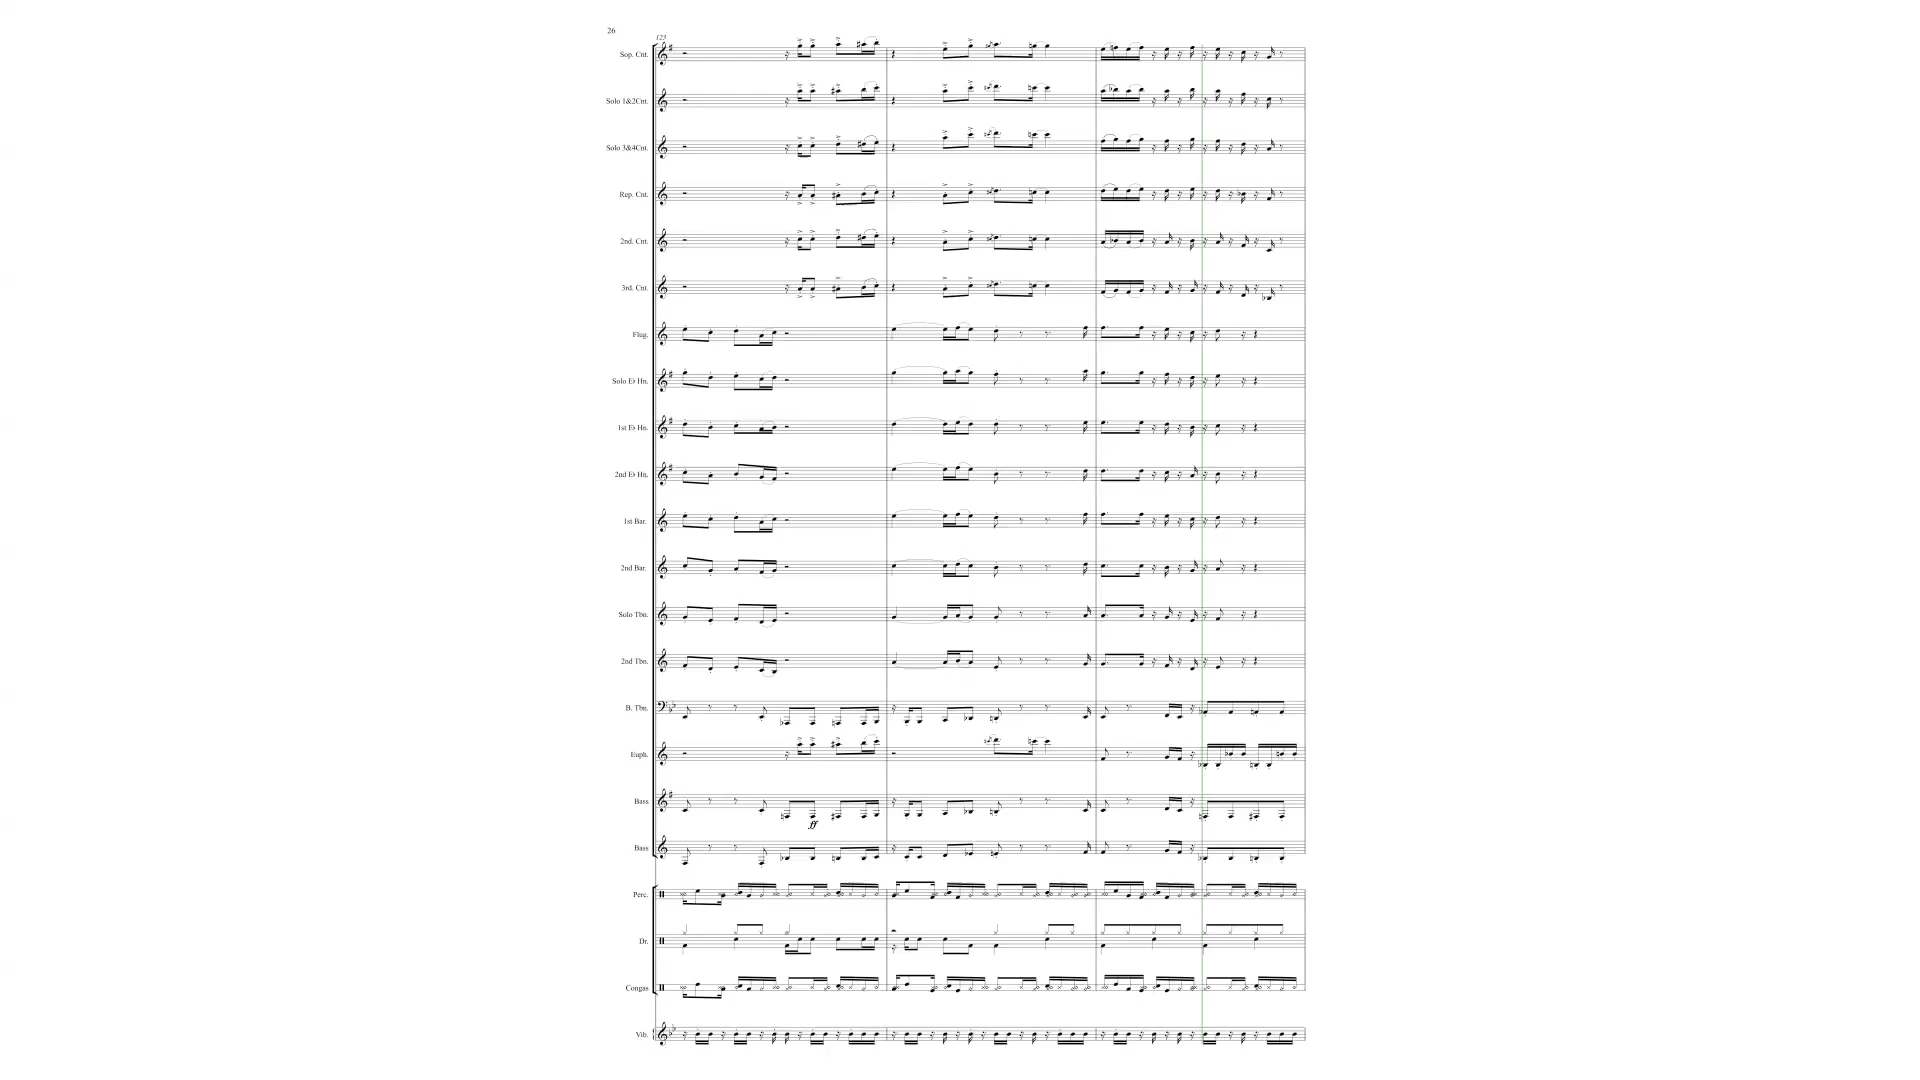 26
123
Sop. Cnt.
Solo 1&2Cnt.
Solo 3&4Cnt.
Rep. Cnt.
2nd. Cnt.
3rd. Cnt.
Flug.
Solo E♭ Hn.
1st E♭ Hn.
2nd E♭ Hn.
1st Bar.
2nd Bar.
Solo Tbn.
2nd Tbn.
B. Tbn.
Euph.
Bass
ff
Bass
Perc.
Dr.
Congas
Vib.